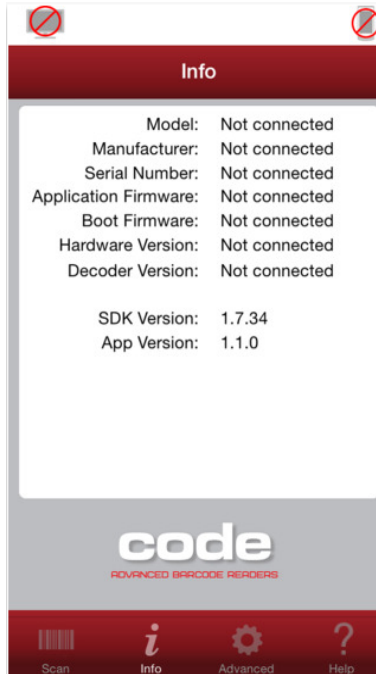 Info
Model: Not connected
Manufacturer: Not connected
Serial Number: Not connected
Application Firmware: Not connected
Boot Firmware: Not connected
Hardware Version: Not connected
Decoder Version: Not connected
SDK Version: 1.7.34
App Version: 1.1.0
code
ADVANCED BARCODE READERS
Scan Info Advanced Help